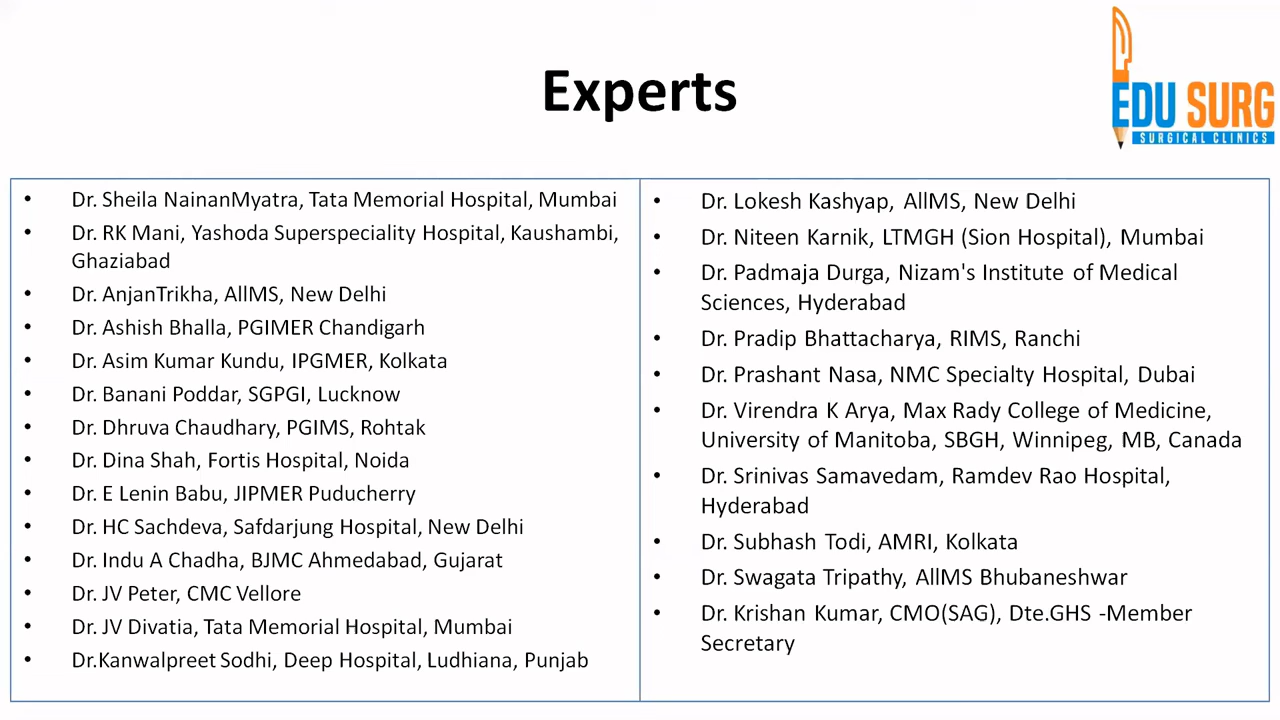 Experts
EDU SURG
SURGICAL CLINICS
• Dr. Sheila NainanMyatra, Tata Memorial Hospital, Mumbai
• Dr. RK Mani, Yashoda Superspeciality Hospital, Kaushambi,
Ghaziabad
• Dr. AnjanTrikha, AllMS, New Delhi
• Dr. Ashish Bhalla, PGIMER Chandigarh
• Dr. Asim Kumar Kundu, IPGMER, Kolkata
• Dr. Banani Poddar, SGPGI, Lucknow
• Dr. Dhruva Chaudhary, PGIMS, Rohtak
• Dr. Dina Shah, Fortis Hospital, Noida
• Dr. E Lenin Babu, JIPMER Puducherry
• Dr. HC Sachdeva, Safdarjung Hospital, New Delhi
• Dr. Indu A Chadha, BJMC Ahmedabad, Gujarat
• Dr. JV Peter, CMC Vellore
• Dr. JV Divatia, Tata Memorial Hospital, Mumbai
• Dr.Kanwalpreet Sodhi, Deep Hospital, Ludhiana, Punjab
• Dr. Lokesh Kashyap, AllMS, New Delhi
• Dr. Niteen Karnik, LTMGH (Sion Hospital), Mumbai
• Dr. Padmaja Durga, Nizam's Institute of Medical
Sciences, Hyderabad
• Dr. Pradip Bhattacharya, RIMS, Ranchi
• Dr. Prashant Nasa, NMC Specialty Hospital, Dubai
• Dr. Virendra K Arya, Max Rady College of Medicine,
University of Manitoba, SBGH, Winnipeg, MB, Canada
• Dr. Srinivas Samavedam, Ramdev Rao Hospital,
Hyderabad
• Dr. Subhash Todi, AMRI, Kolkata
• Dr. Swagata Tripathy, AllMS Bhubaneshwar
• Dr. Krishan Kumar, CMO(SAG), Dte.GHS -Member
Secretary